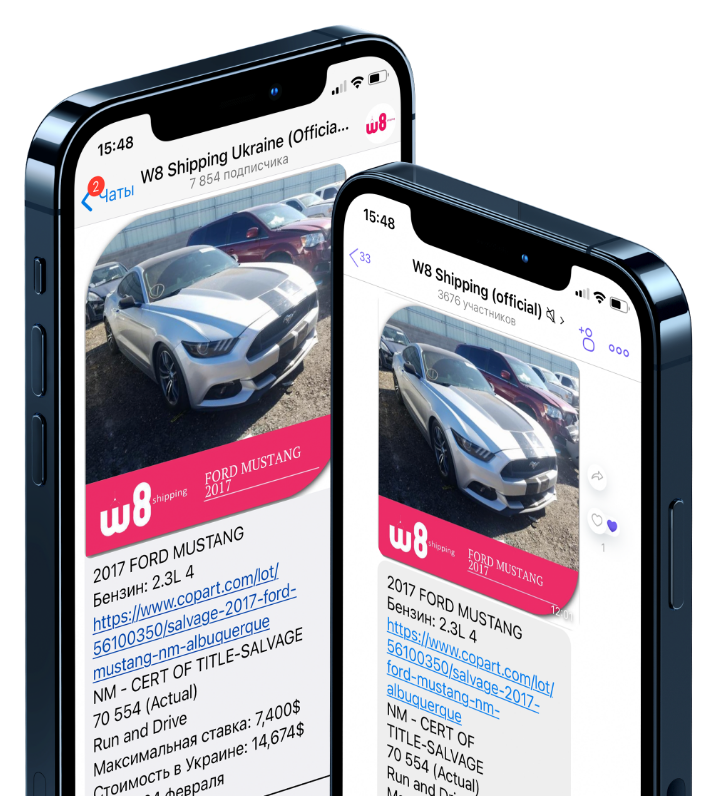 15:48
2
Чаты
W8 Shipping Ukraine (Officia...
7 854 подписчика
w8
w8 shipping
FORD MUSTANG
2017
2017 FORD MUSTANG
Бензин: 2.3L 4
https://www.copart.com/lot/
56100350/salvage-2017-ford-
mustang-nm-albuquerque
NM - CERT OF TITLE-SALVAGE
70 554 (Actual)
Run and Drive
Максимальная ставка: 7,400$
Стоимость в Украине: 14,674$
февраля
15:48
33
W8 Shipping (official)
3676 участников
w8 shipping
FORD MUSTANG
2017
1
2017 FORD MUSTANG
Бензин: 2.3L 4
https://www.copart.com/lot/
56100350/salvage-2017-
ford-mustang-nm-
albuquerque
NM - CERT OF
TITLE-SALVAGE
70 554 (Actual)
Run and Drive